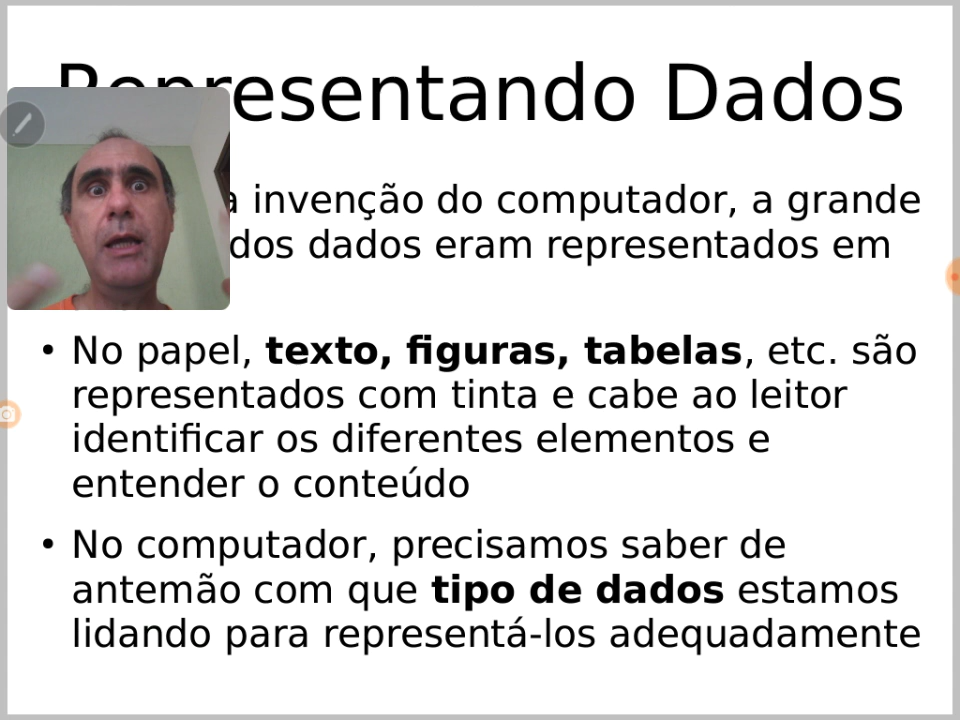 Representando Dados
a invenção do computador, a grande
dos dados eram representados em
• No papel, texto, figuras, tabelas, etc. são
representados com tinta e cabe ao leitor
identificar os diferentes elementos e
entender o conteúdo
• No computador, precisamos saber de
antemão com que tipo de dados estamos
lidando para representá-los adequadamente